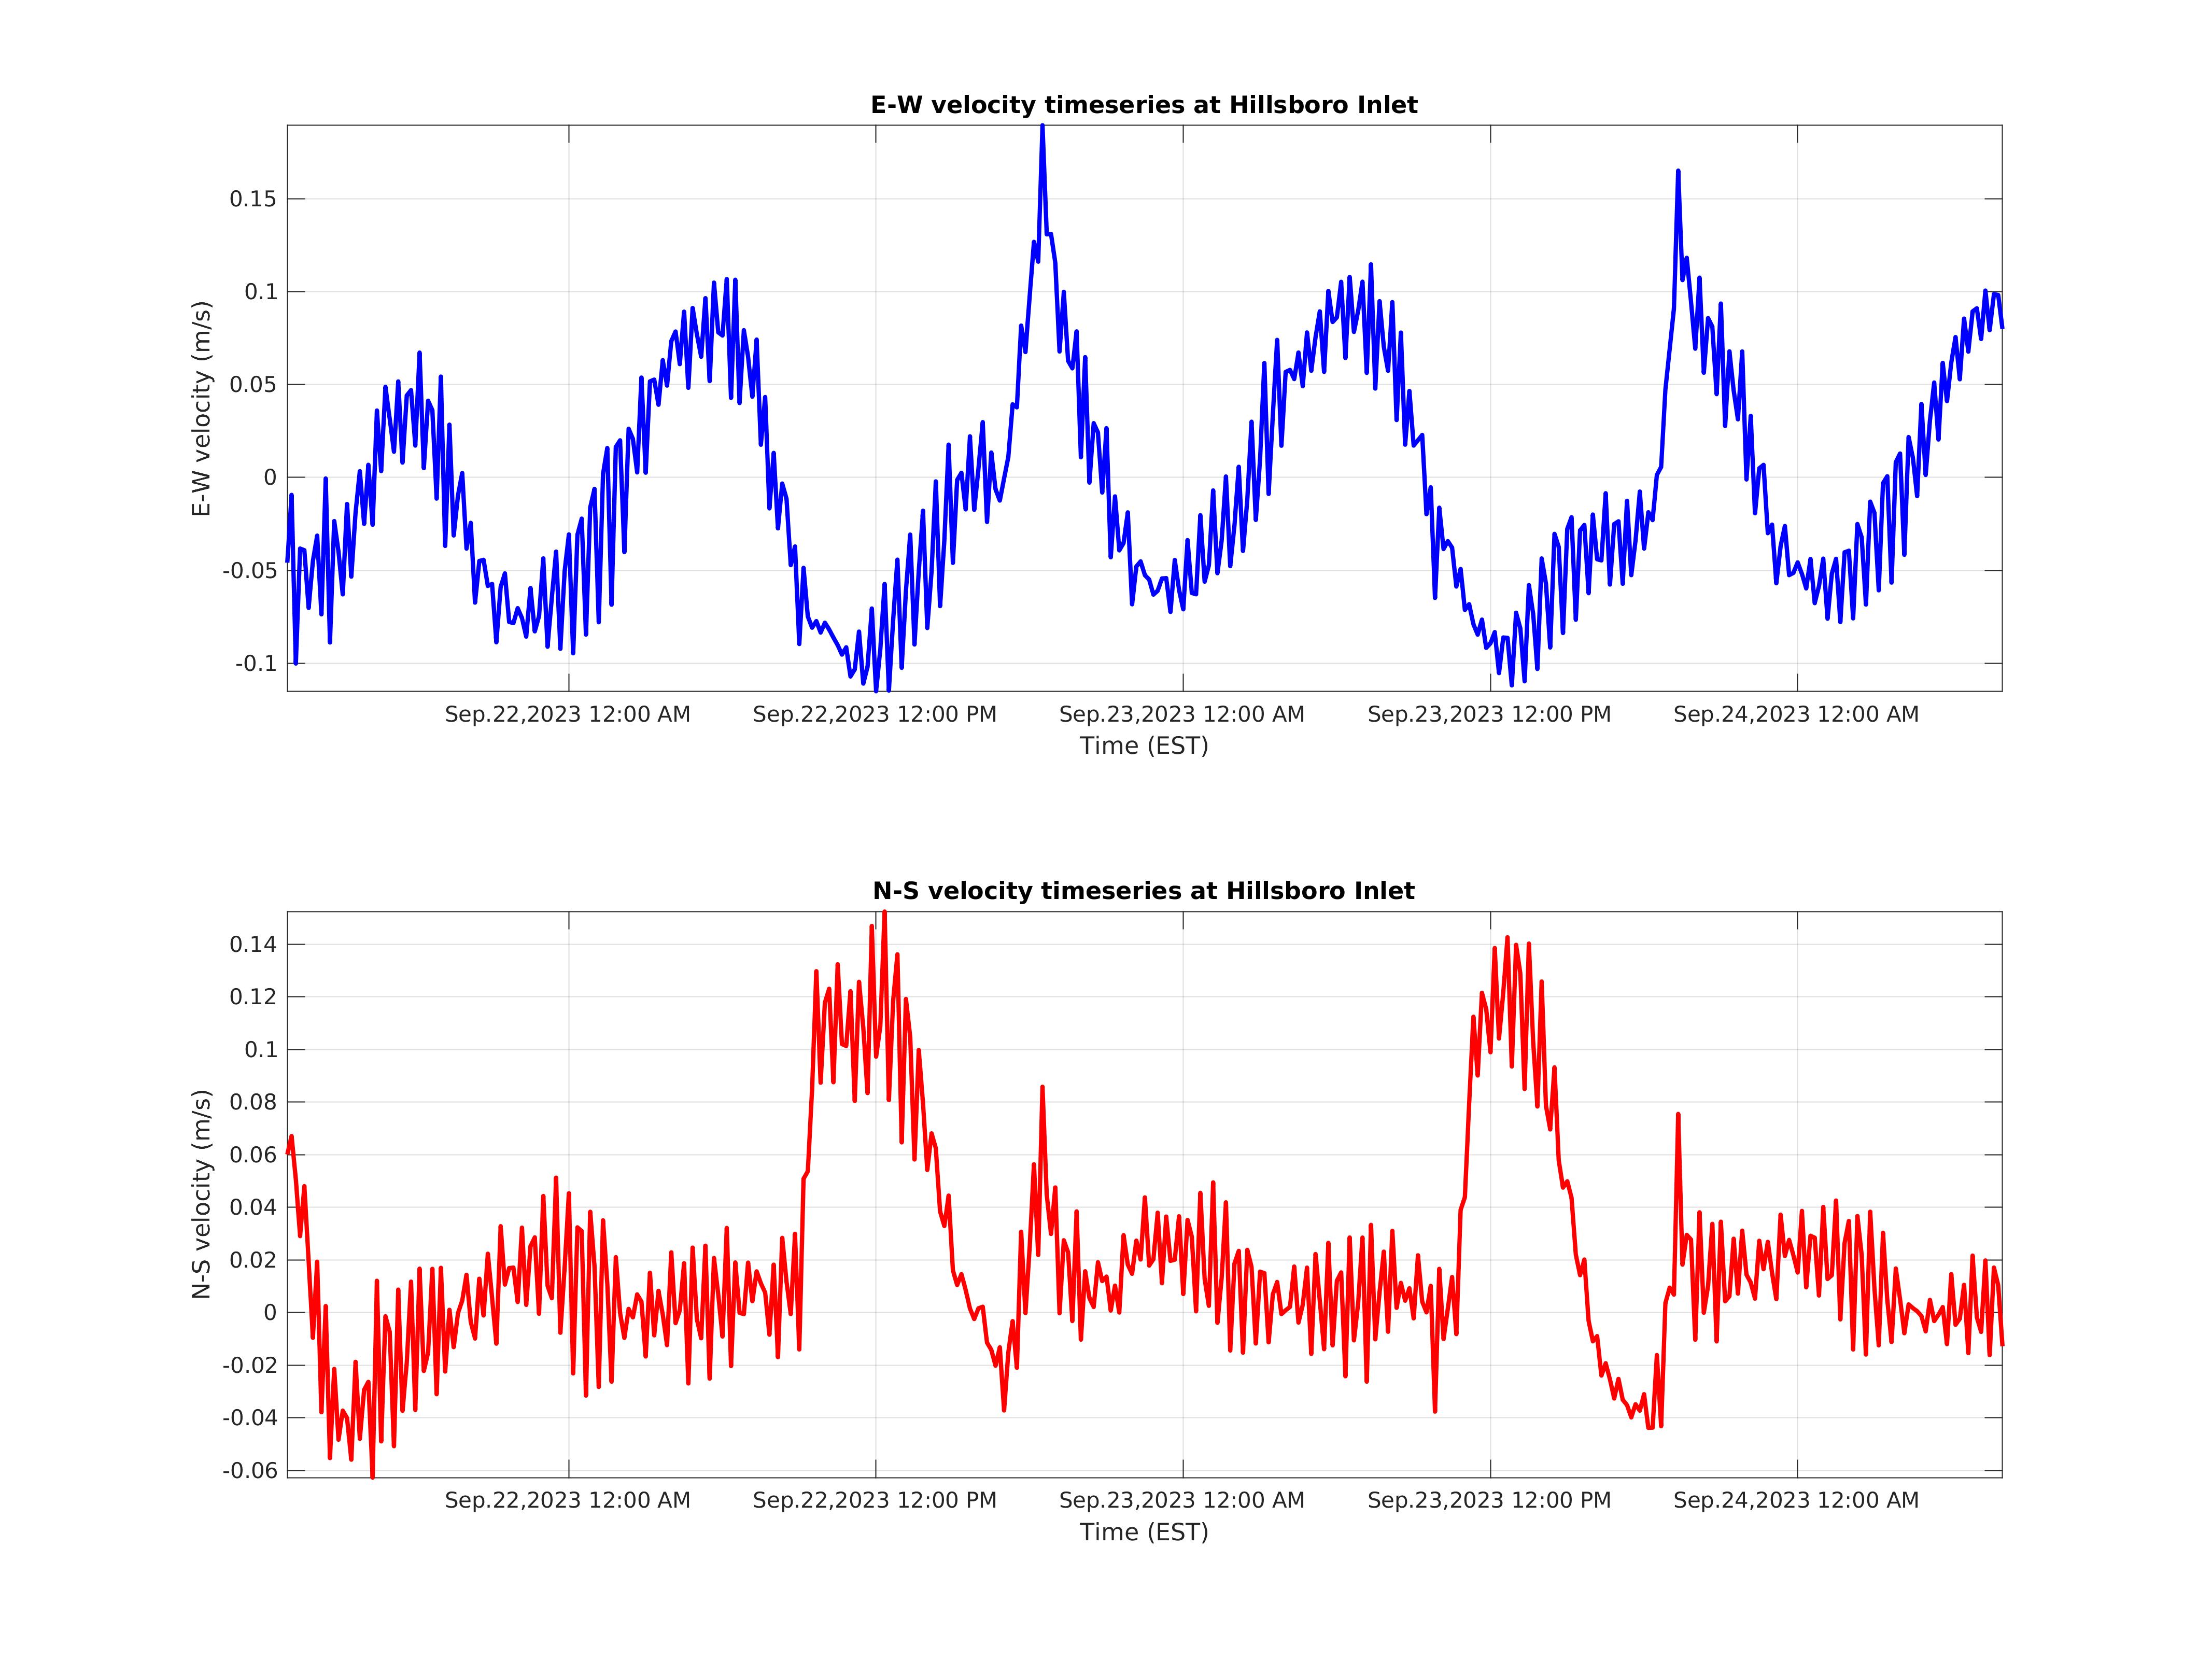 E-W velocity timeseries at Hillsboro Inlet
E-W velocity (m/s)
0.15
0.1
0.05
0
-0.05
-0.1
Sep.22,2023 12:00 AM Sep.22,2023 12:00 PM Sep.23,2023 12:00 AM Sep.23,2023 12:00 PM Sep.24,2023 12:00 AM
Time (EST)
N-S velocity timeseries at Hillsboro Inlet
N-S velocity (m/s)
0.14
0.12
0.1
0.08
0.06
0.04
0.02
0
-0.02
-0.04
-0.06
Sep.22,2023 12:00 AM Sep.22,2023 12:00 PM Sep.23,2023 12:00 AM Sep.23,2023 12:00 PM Sep.24,2023 12:00 AM
Time (EST)